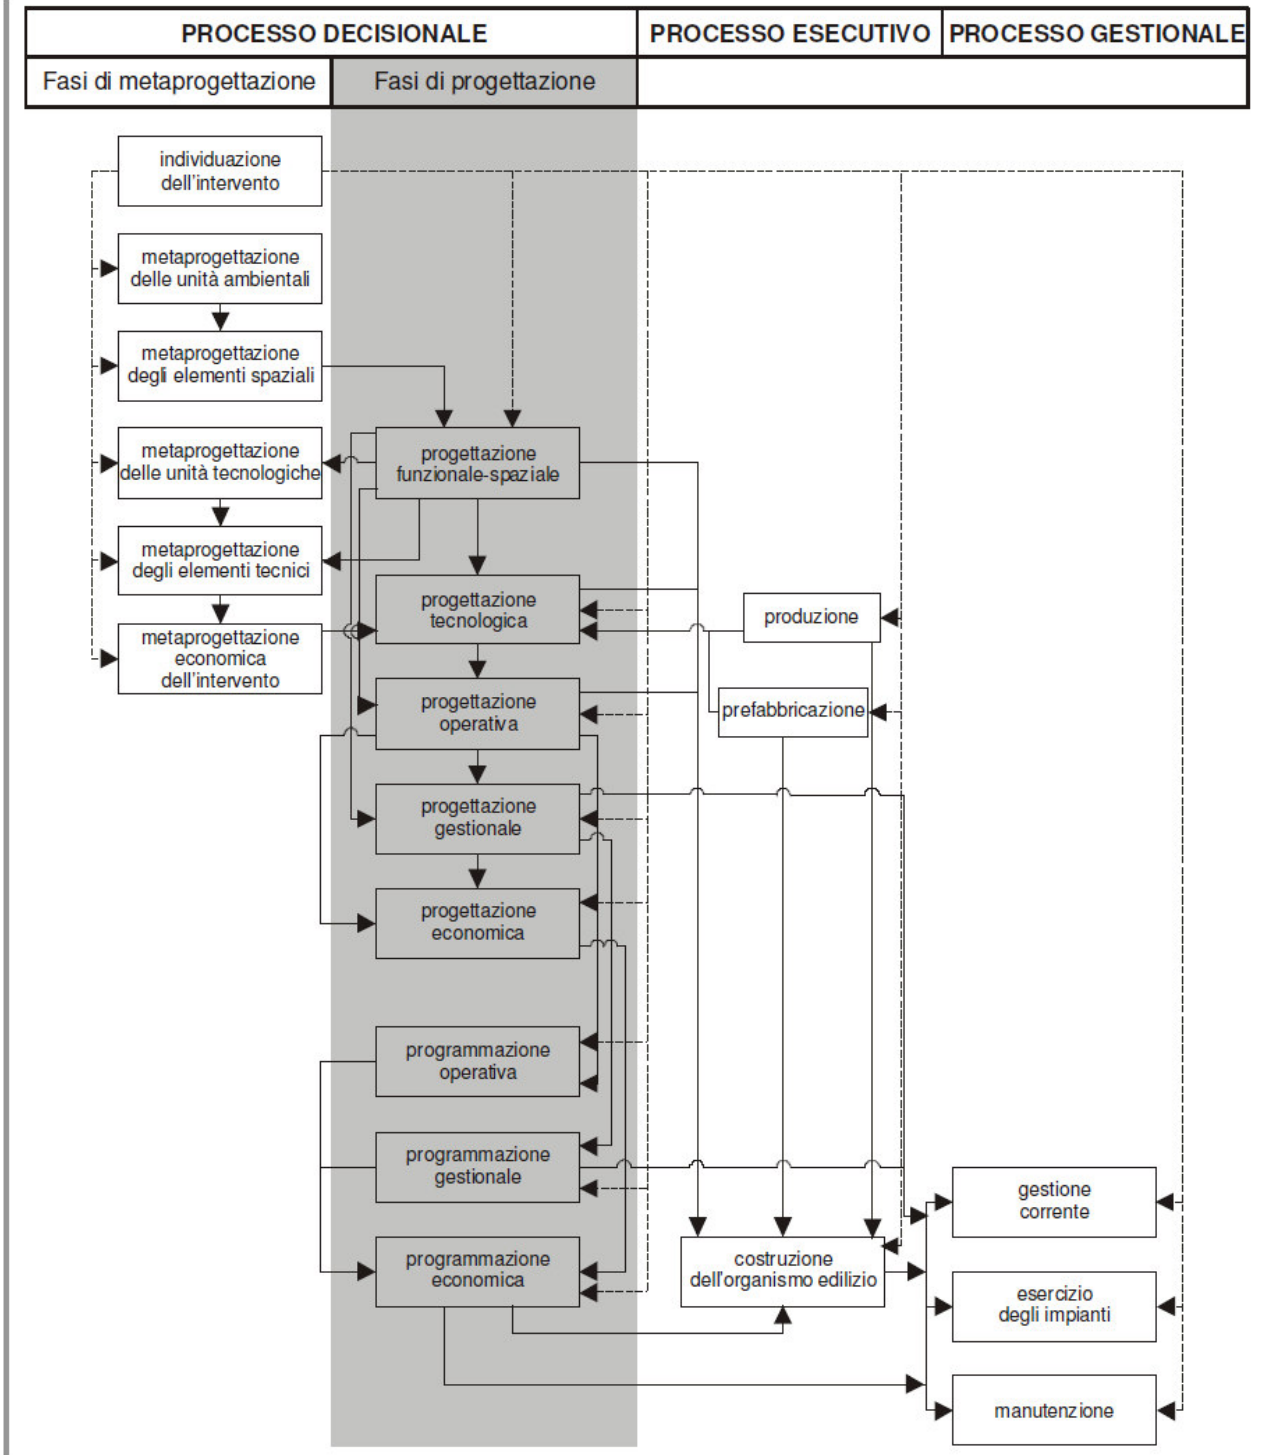 PROCESSO DECISIONALE
PROCESSO ESECUTIVO
PROCESSO GESTIONALE
Fasi di metaprogettazione
Fasi di progettazione
individuazione
dell'intervento
metaprogettazione
delle unità ambientali
metaprogettazione
degli elementi spaziali
metaprogettazione
delle unità tecnologiche
metaprogettazione
degli elementi tecnici
metaprogettazione
economica
dell'intervento
progettazione
funzionale-spaziale
progettazione
tecnologica
progettazione
operativa
progettazione
gestionale
progettazione
economica
programmazione
operativa
programmazione
gestionale
programmazione
economica
produzione
prefabbricazione
costruzione
dell'organismo edilizio
gestione
corrente
esercizio
degli impianti
manutenzione